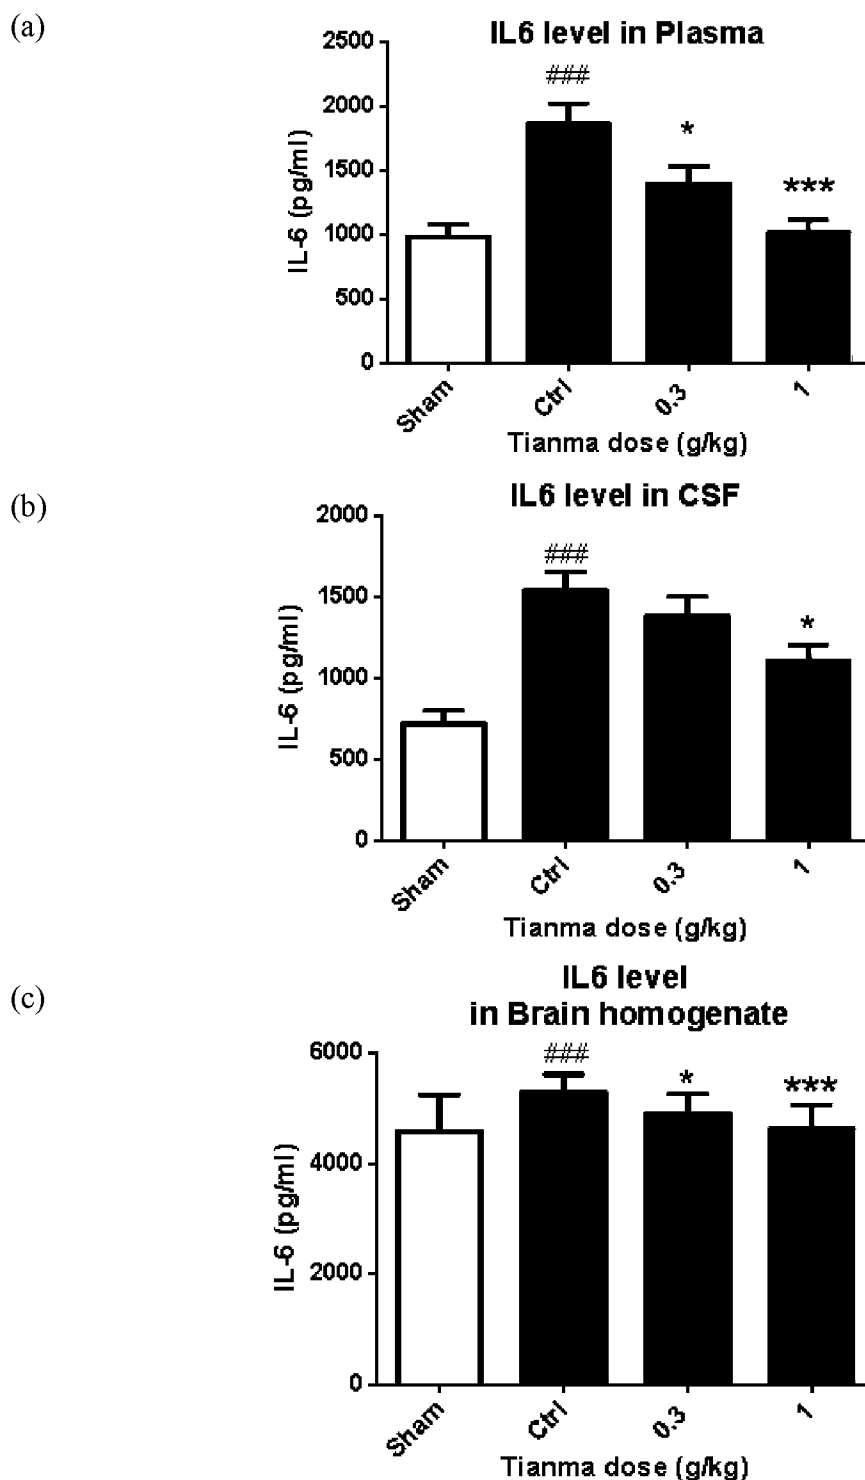 (a)
IL6 level in Plasma
2500
2000
1500
1000
500
0
IL-6 (pg/ml)
###
*
***
Sham
Ctrl
0.3
1
Tianma dose (g/kg)
(b)
IL6 level in CSF
2000
1500
1000
500
0
IL-6 (pg/ml)
###
*
Sham
Ctrl
0.3
1
Tianma dose (g/kg)
(c)
IL6 level
in Brain homogenate
6000
4000
2000
0
IL-6 (pg/ml)
###
*
***
Sham
Ctrl
0.3
1
Tianma dose (g/kg)